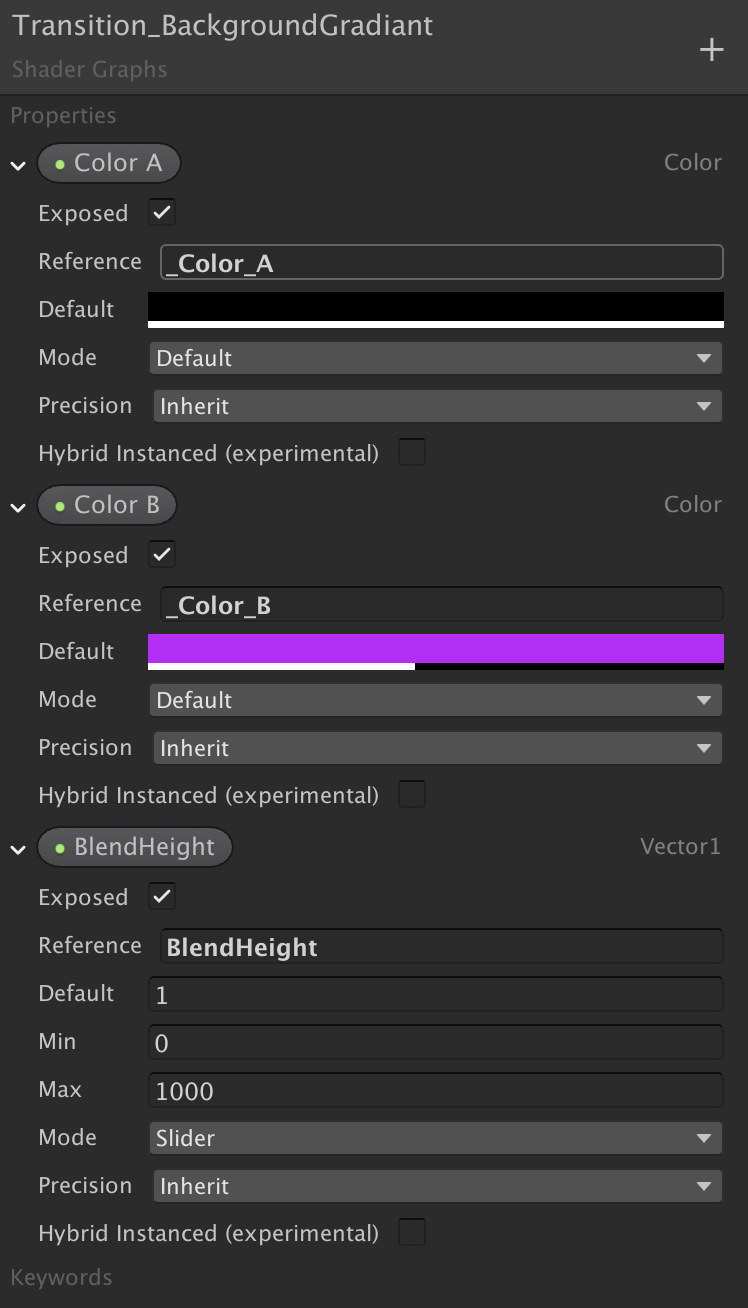 Transition_BackgroundGradiant
Shader Graphs
Properties
Color A Color
Exposed
Reference _Color_A
Default
Mode Default
Precision Inherit
Hybrid Instanced (experimental)
Color B Color
Exposed
Reference _Color_B
Default
Mode Default
Precision Inherit
Hybrid Instanced (experimental)
BlendHeight Vector1
Exposed
Reference BlendHeight
Default 1
Min 0
Max 1000
Mode Slider
Precision Inherit
Hybrid Instanced (experimental)
Keywords